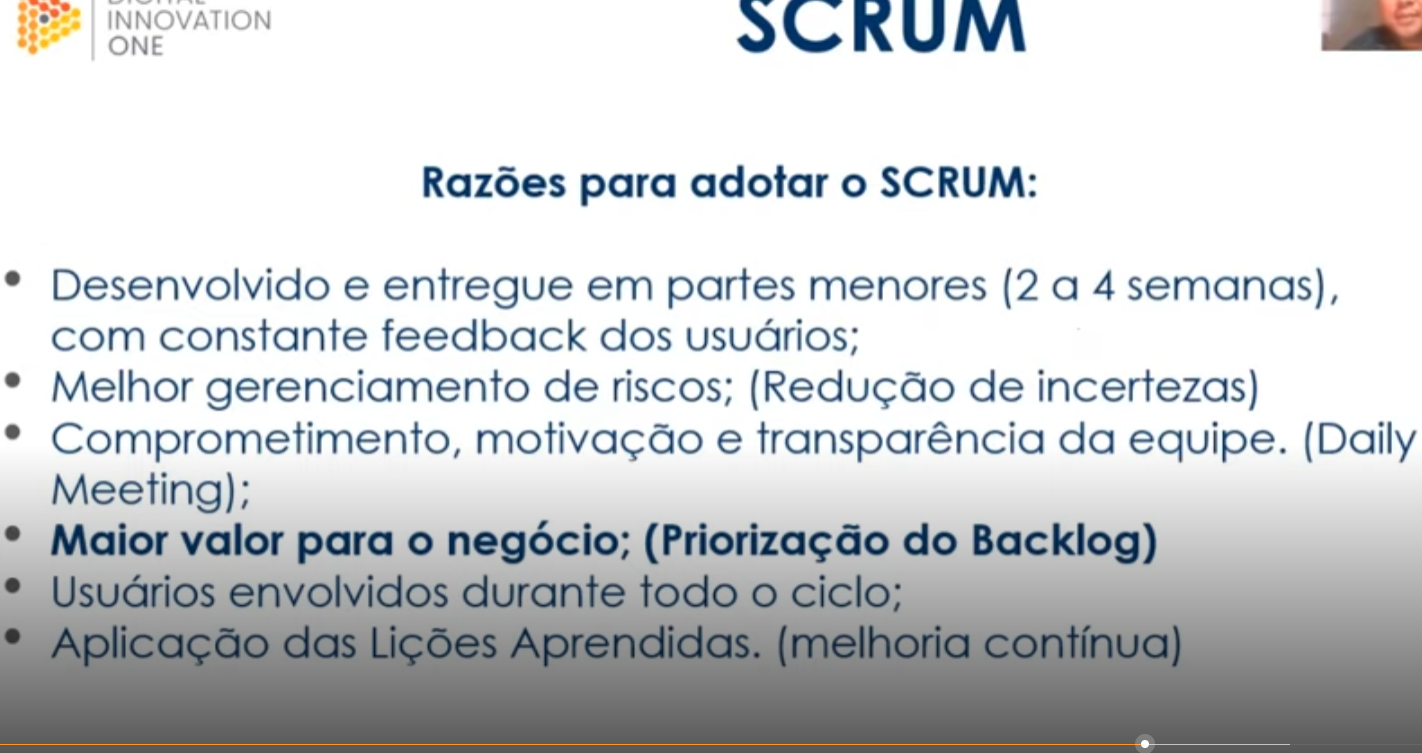 DIGITAL
INNOVATION
ONE
SCRUM
Razões para adotar o SCRUM:
• Desenvolvido e entregue em partes menores (2 a 4 semanas),
com constante feedback dos usuários;
• Melhor gerenciamento de riscos; (Redução de incertezas)
• Comprometimento, motivação e transparência da equipe. (Daily
Meeting);
• Maior valor para o negócio; (Priorização do Backlog)
• Usuários envolvidos durante todo o ciclo;
• Aplicação das Lições Aprendidas. (melhoria contínua)